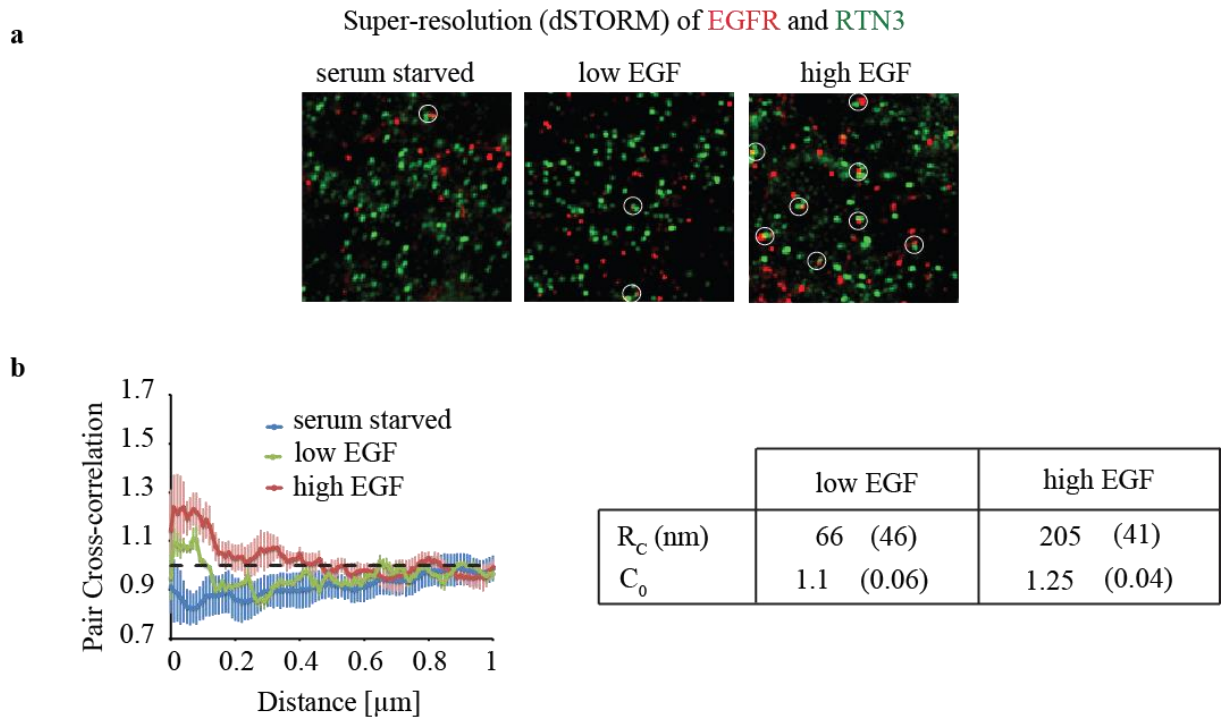 Super-resolution (dSTORM) of EGFR and RTN3
a
serum starved low EGF high EGF
b
Pair Cross-correlation
1.7
1.5
1.3
1.1
0.9
0.7
serum starved
low EGF
high EGF
0 0.2 0.4 0.6 0.8 1
Distance [µm]
low EGF high EGF
R_C (nm) 66 (46) 205 (41)
C_0 1.1 (0.06) 1.25 (0.04)